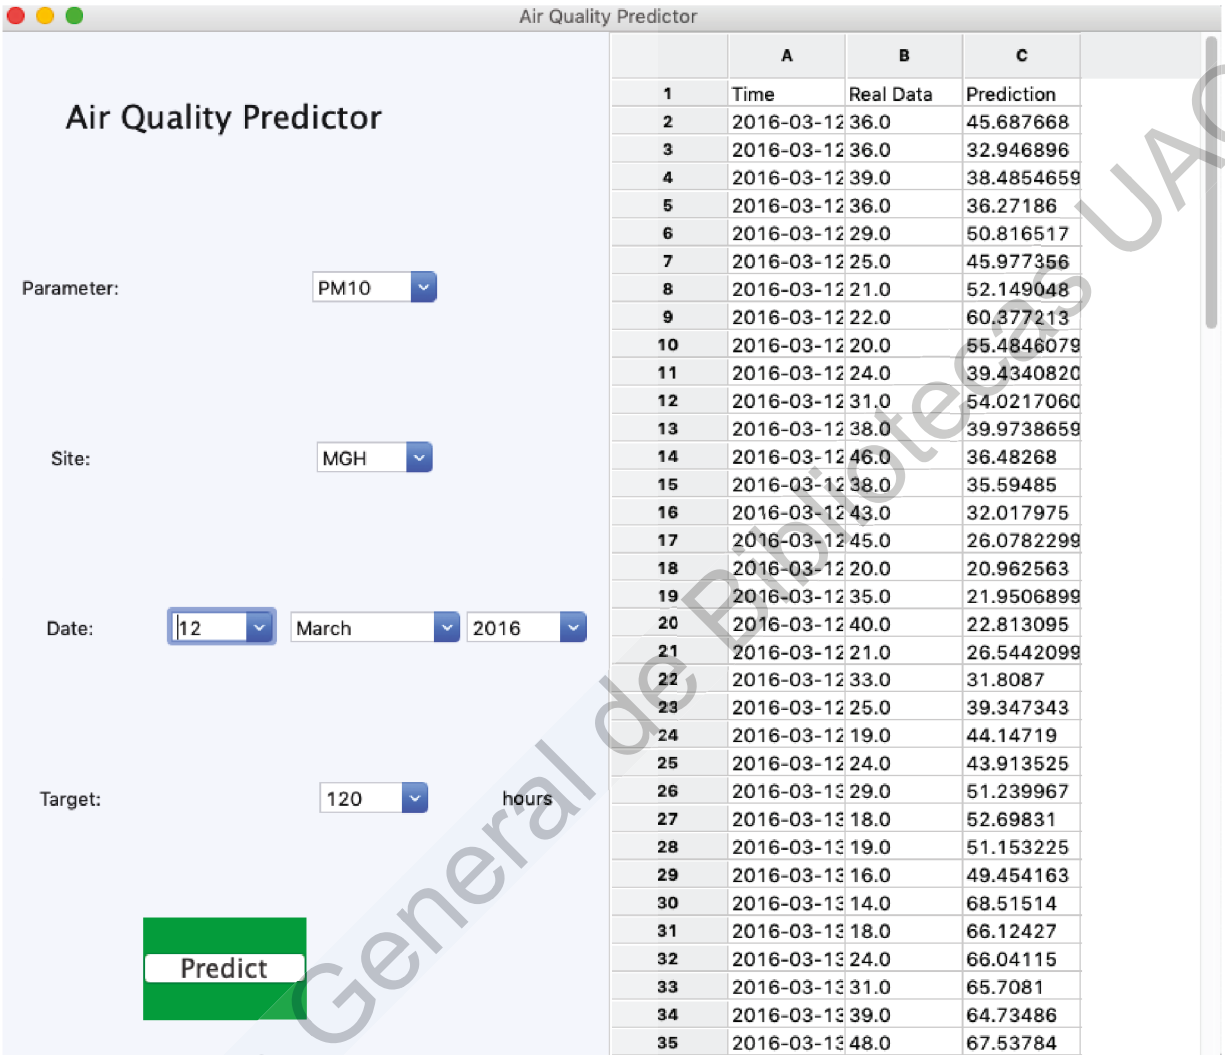 Air Quality Predictor
Air Quality Predictor
Parameter:
PM10
Site:
MGH
Date:
12
March
2016
Target:
120
hours
Predict
A B C
1 Time Real Data Prediction
2 2016-03-12 36.0 45.687668
3 2016-03-12 36.0 32.946896
4 2016-03-12 39.0 38.4854659
5 2016-03-12 36.0 36.27186
6 2016-03-12 29.0 50.816517
7 2016-03-12 25.0 45.977356
8 2016-03-12 21.0 52.149048
9 2016-03-12 22.0 60.377213
10 2016-03-12 20.0 55.4846079
11 2016-03-12 24.0 39.4340820
12 2016-03-12 31.0 54.0217060
13 2016-03-12 38.0 39.9738659
14 2016-03-12 46.0 36.48268
15 2016-03-12 38.0 35.59485
16 2016-03-12 43.0 32.017975
17 2016-03-12 45.0 26.0782299
18 2016-03-12 20.0 20.962563
19 2016-03-12 35.0 21.9506899
20 2016-03-12 40.0 22.813095
21 2016-03-12 21.0 26.5442099
22 2016-03-12 33.0 31.8087
23 2016-03-12 25.0 39.347343
24 2016-03-12 19.0 44.14719
25 2016-03-12 24.0 43.913525
26 2016-03-13 29.0 51.239967
27 2016-03-13 18.0 52.69831
28 2016-03-13 19.0 51.153225
29 2016-03-13 16.0 49.454163
30 2016-03-13 14.0 68.51514
31 2016-03-13 18.0 66.12427
32 2016-03-13 24.0 66.04115
33 2016-03-13 31.0 65.7081
34 2016-03-13 39.0 64.73486
35 2016-03-13 48.0 67.53784
General de Bibliotecas UAQ